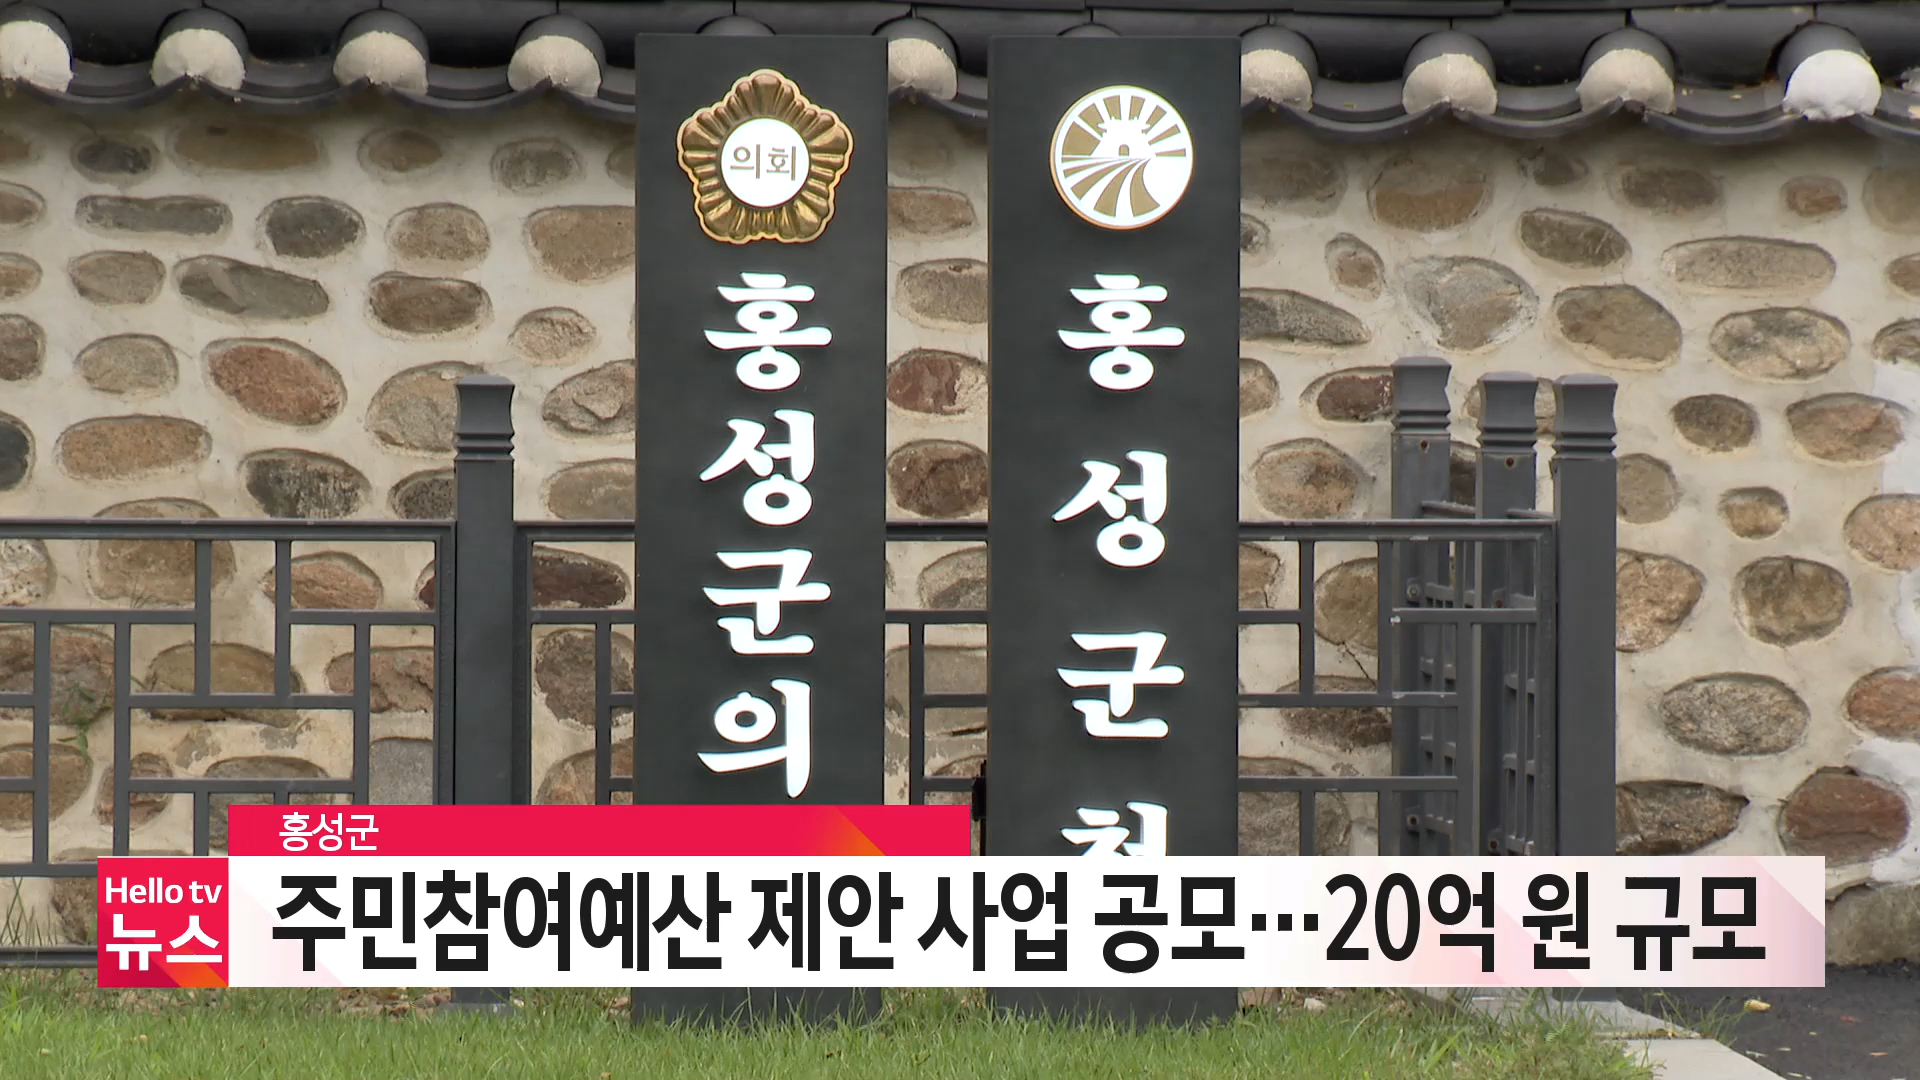 의회
홍성군의
홍성군청
홍성군
Hello tv
뉴스
주민참여예산 제안 사업 공모…20억 원 규모